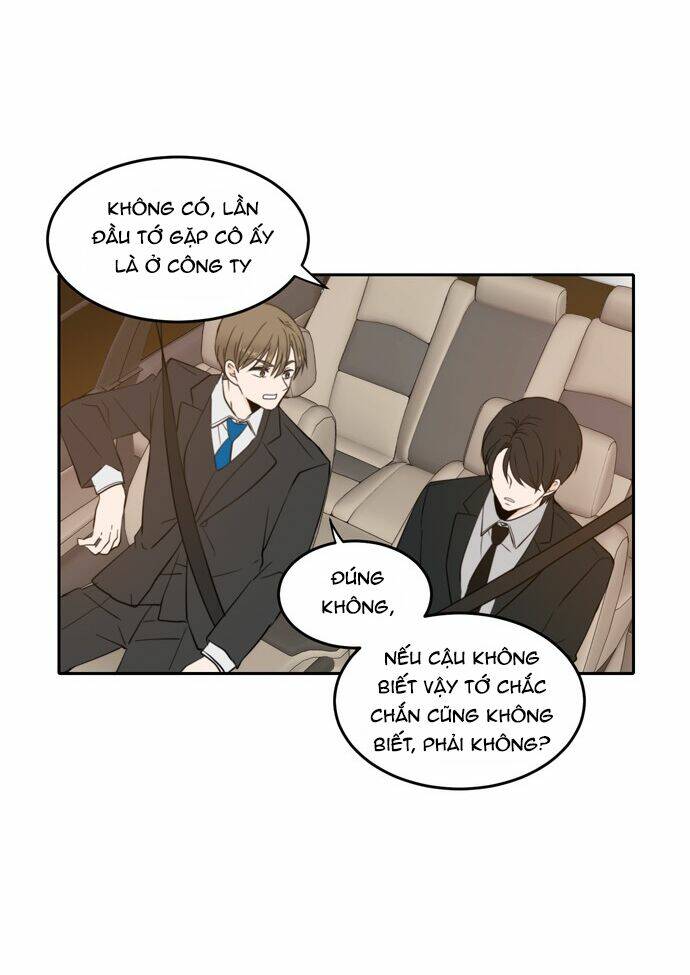 KHÔNG CÓ, LẦN
ĐẦU TỚ GẶP CÔ ẤY
LÀ Ở CÔNG TY
ĐÚNG
KHÔNG,
NẾU CẬU KHÔNG
BIẾT VẬY TỚ CHẮC
CHẮN CŨNG KHÔNG
BIẾT, PHẢI KHÔNG?